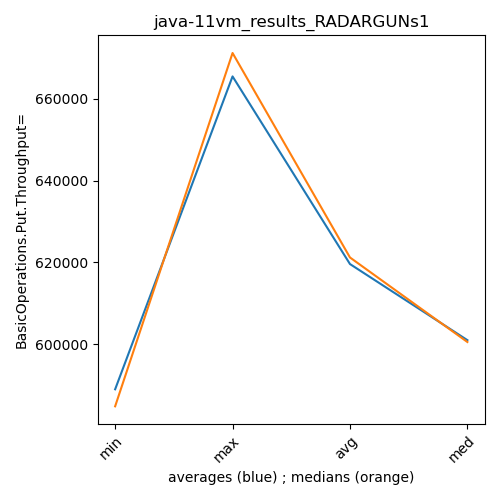 java-11vm_results_RADARGUNs1
BasicOperations.Put.Throughput=
660000
640000
620000
600000
min
max
avg
med
averages (blue) ; medians (orange)